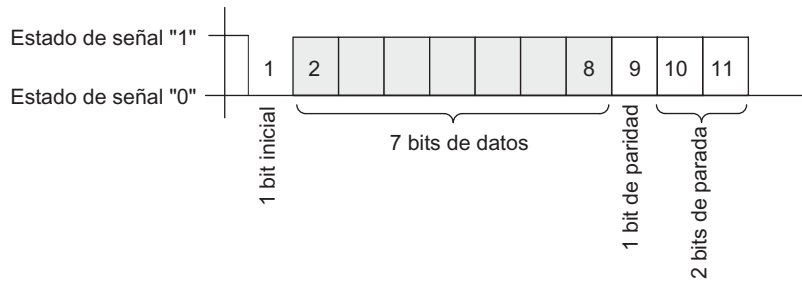 Estado de señal "1"
1 2 8 9 10 11
Estado de señal "0"
1 bit inicial
7 bits de datos
1 bit de paridad
2 bits de parada